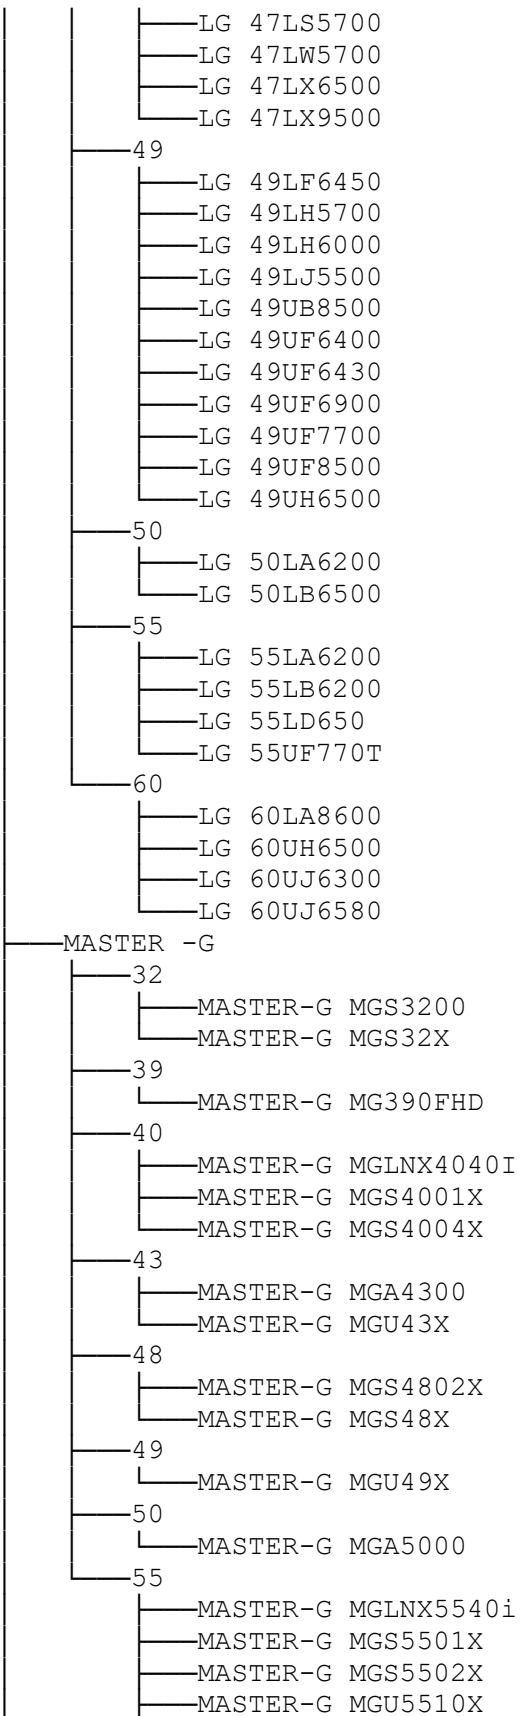 LG 47LS5700
LG 47LW5700
LG 47LX6500
LG 47LX9500
49
LG 49LF6450
LG 49LH5700
LG 49LH6000
LG 49LJ5500
LG 49UB8500
LG 49UF6400
LG 49UF6430
LG 49UF6900
LG 49UF7700
LG 49UF8500
LG 49UH6500
50
LG 50LA6200
LG 50LB6500
55
LG 55LA6200
LG 55LB6200
LG 55LD650
LG 55UF770T
60
LG 60LA8600
LG 60UH6500
LG 60UJ6300
LG 60UJ6580
MASTER -G
32
MASTER-G MGS3200
MASTER-G MGS32X
39
MASTER-G MG390FHD
40
MASTER-G MGLNX4040I
MASTER-G MGS4001X
MASTER-G MGS4004X
43
MASTER-G MGA4300
MASTER-G MGU43X
48
MASTER-G MGS4802X
MASTER-G MGS48X
49
MASTER-G MGU49X
50
MASTER-G MGA5000
55
MASTER-G MGLNX5540i
MASTER-G MGS5501X
MASTER-G MGS5502X
MASTER-G MGU5510X